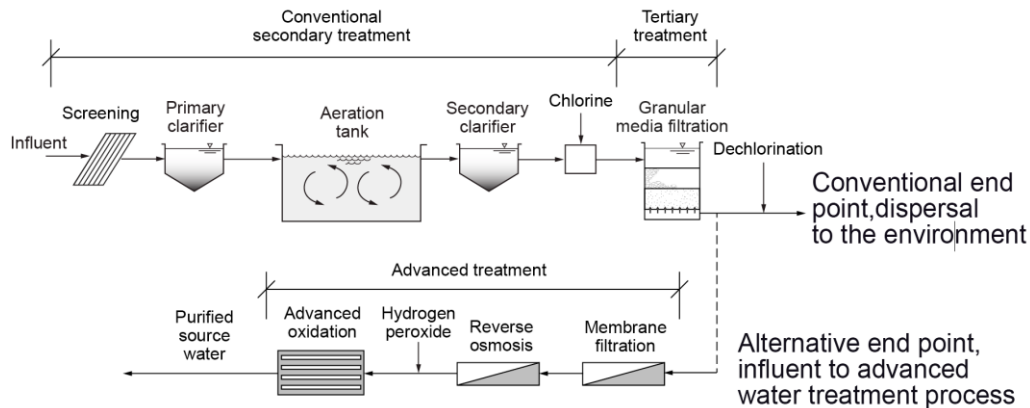 Conventional
secondary treatment
Tertiary
treatment
Screening
Primary
clarifier
Aeration
tank
Secondary
clarifier
Chlorine
Granular
media filtration
Influent
Dechlorination
Conventional end
point,dispersal
to the environment
Advanced treatment
Purified
source
water
Advanced
oxidation
Hydrogen
peroxide
Reverse
osmosis
Membrane
filtration
Alternative end point,
influent to advanced
water treatment process